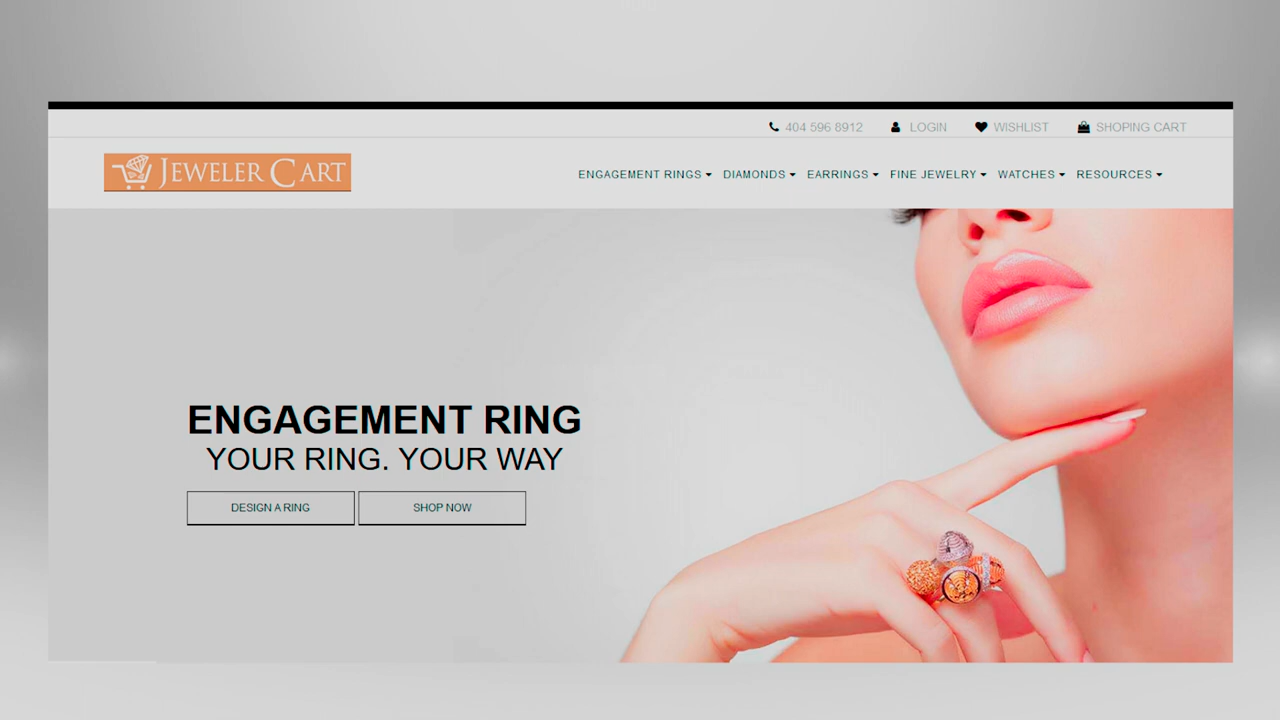 404 596 8912 LOGIN WISHLIST SHOPING CART
JEWELER CART
ENGAGEMENT RINGS DIAMONDS EARRINGS FINE JEWELRY WATCHES RESOURCES
ENGAGEMENT RING
YOUR RING. YOUR WAY
DESIGN A RING SHOP NOW